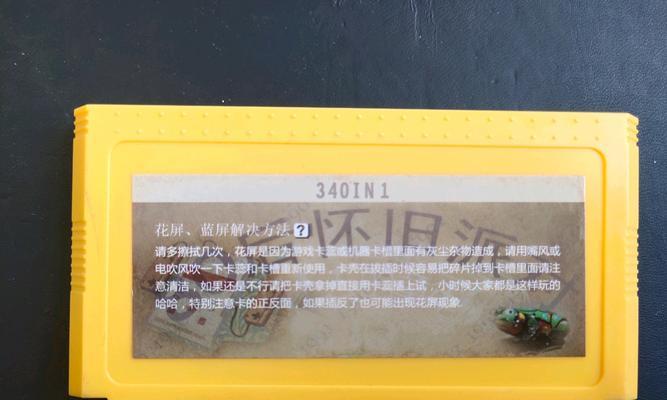 340IN1
花屏、蓝屏解决方法?
请多擦拭几次，花屏是因为游戏卡蕊或机器卡槽里面有灰尘杂物造成，请用嘴风或
电吹风吹一下卡蕊和卡槽重新使用，卡壳在拔插时候容易把碎片掉到卡槽里面请注
意清洁，如果还是不行请把卡壳拿掉直接用卡蕊插上试，小时候大家都是这样玩的
哈哈，特别注意卡的正反面，如果插反了也可能出现花屏现象.
怀旧源